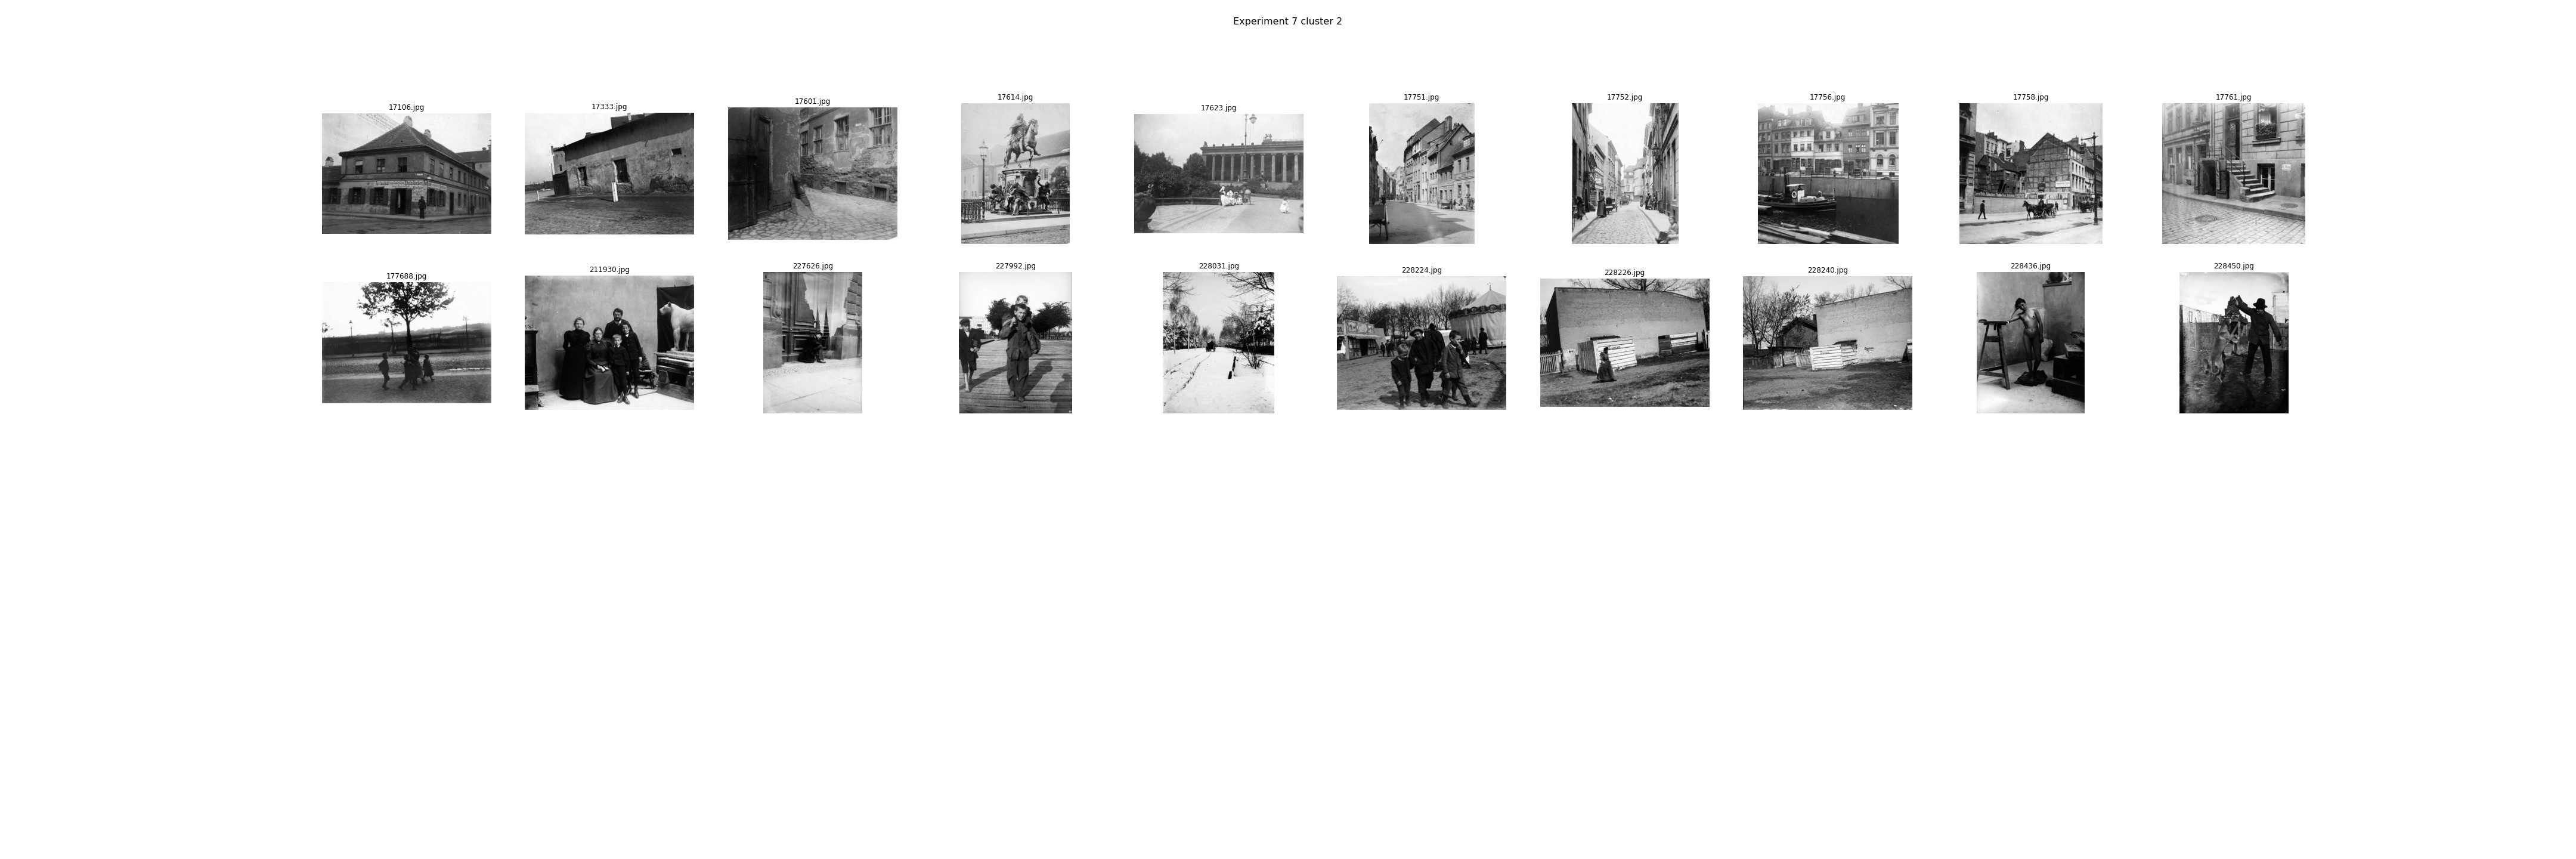 Experiment 7 cluster 2
17106.jpg
17333.jpg
17601.jpg
17614.jpg
17623.jpg
17751.jpg
17752.jpg
17756.jpg
17758.jpg
17761.jpg
177688.jpg
211930.jpg
227626.jpg
227992.jpg
228031.jpg
228224.jpg
228226.jpg
228240.jpg
228436.jpg
228450.jpg